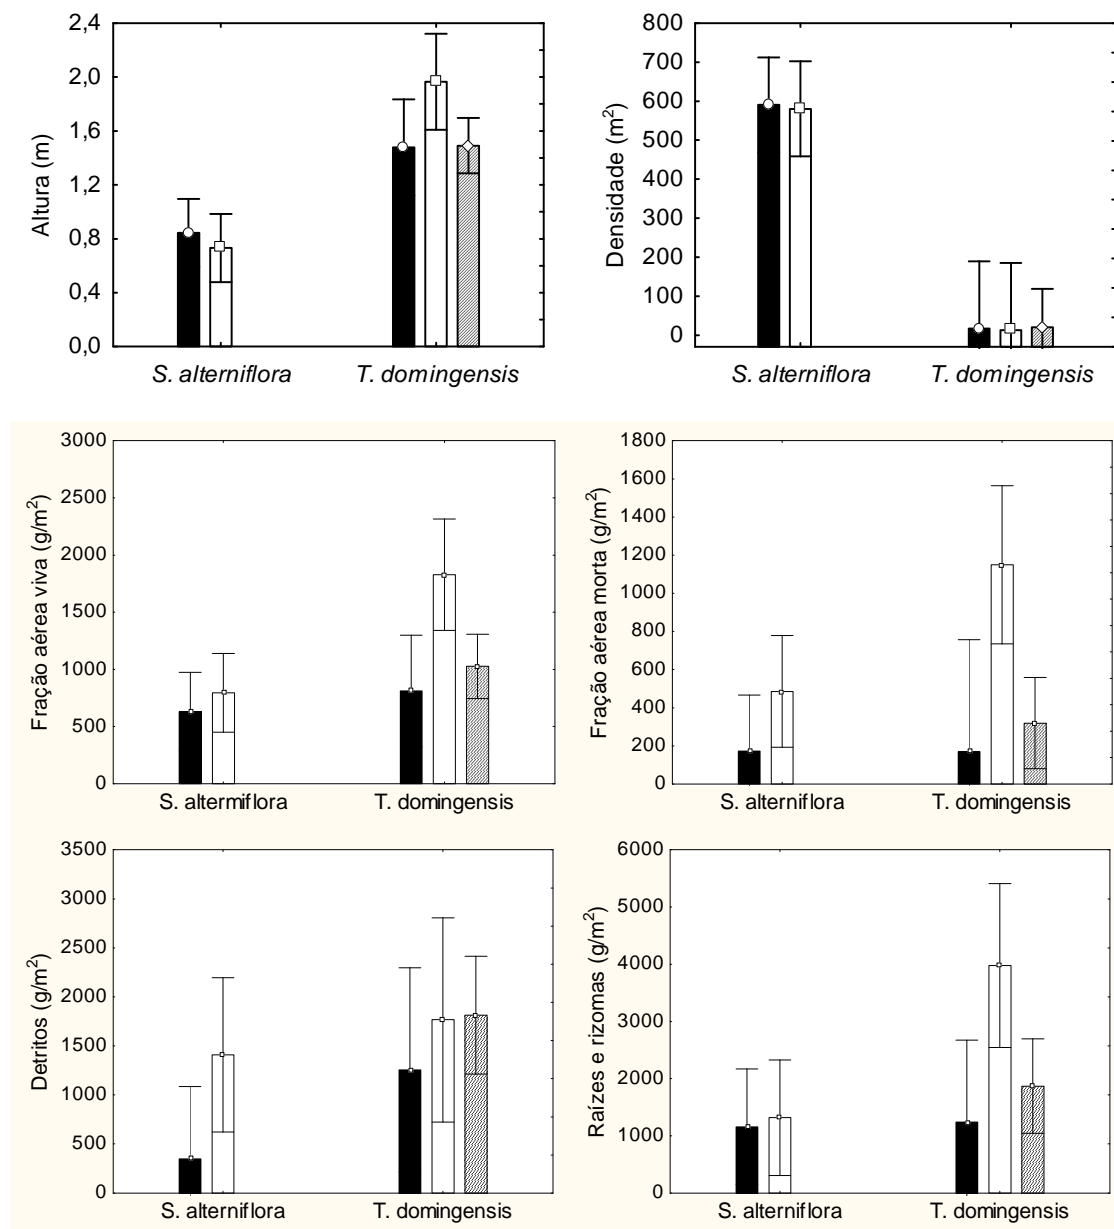 2,4
2,0
1,6
1,2
0,8
0,4
0,0
Altura (m)
S. alterniflora
T. domingensis
800
700
600
500
400
300
200
100
0
Densidade (m²)
S. alterniflora
T. domingensis
3000
2500
2000
1500
1000
500
0
Fração aérea viva (g/m²)
S. altermiflora
T. domingensis
1800
1600
1400
1200
1000
800
600
400
200
0
Fração aérea morta (g/m²)
S. alterniflora
T. domingensis
3500
3000
2500
2000
1500
1000
500
0
Detritos (g/m²)
S. alterniflora
T. domingensis
6000
5000
4000
3000
2000
1000
0
Raízes e rizomas (g/m²)
S. alterniflora
T. domingensis